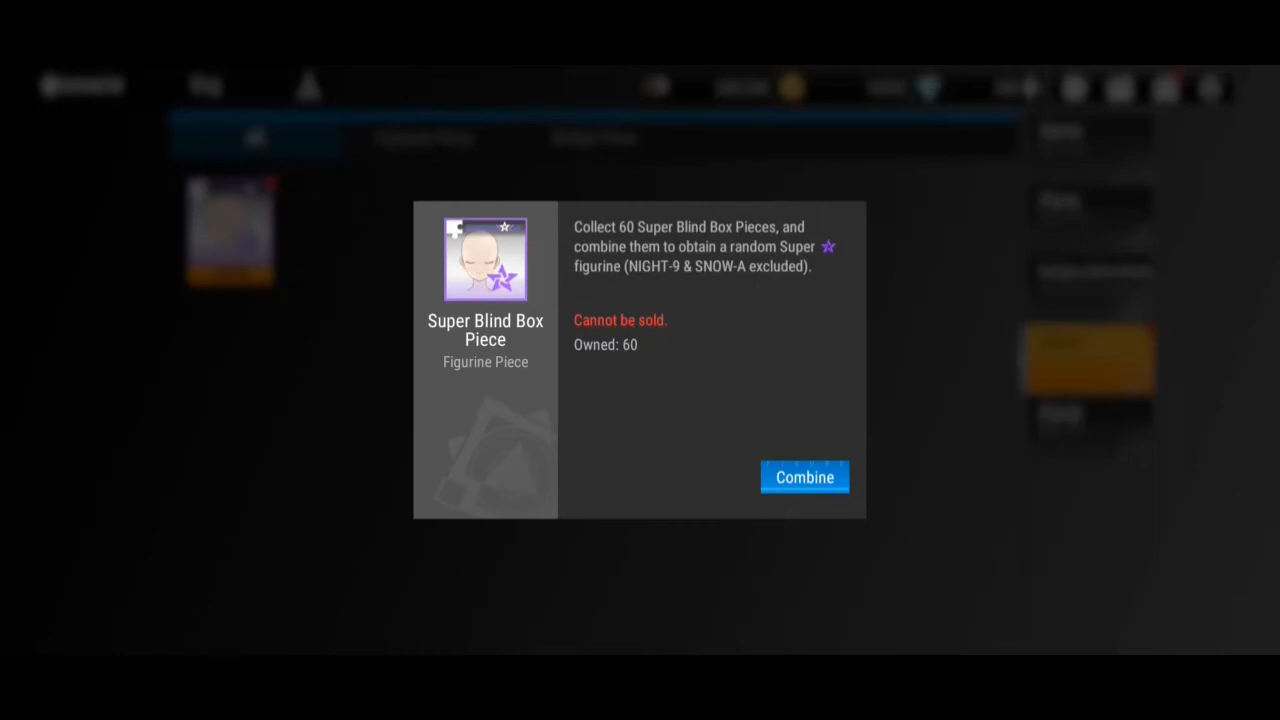 Collect 60 Super Blind Box Pieces, and
combine them to obtain a random Super
figurine (NIGHT-9 & SNOW-A excluded).
Super Blind Box
Piece
Figurine Piece
Cannot be sold.
Owned: 60
FIGURE
Combine